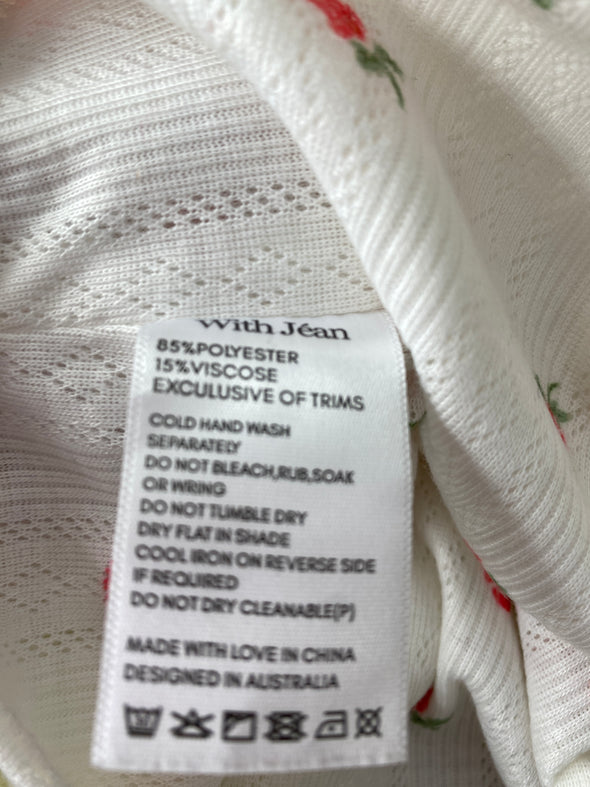 With Jéan
85%POLYESTER
15%VISCOSE
EXCLUSIVE OF TRIMS
COLD HAND WASH
SEPARATELY
DO NOT BLEACH,RUB,SOAK
OR WRING
DO NOT TUMBLE DRY
DRY FLAT IN SHADE
COOL IRON ON REVERSE SIDE
IF REQUIRED
DO NOT DRY CLEANABLE(P)
MADE WITH LOVE IN CHINA
DESIGNED IN AUSTRALIA